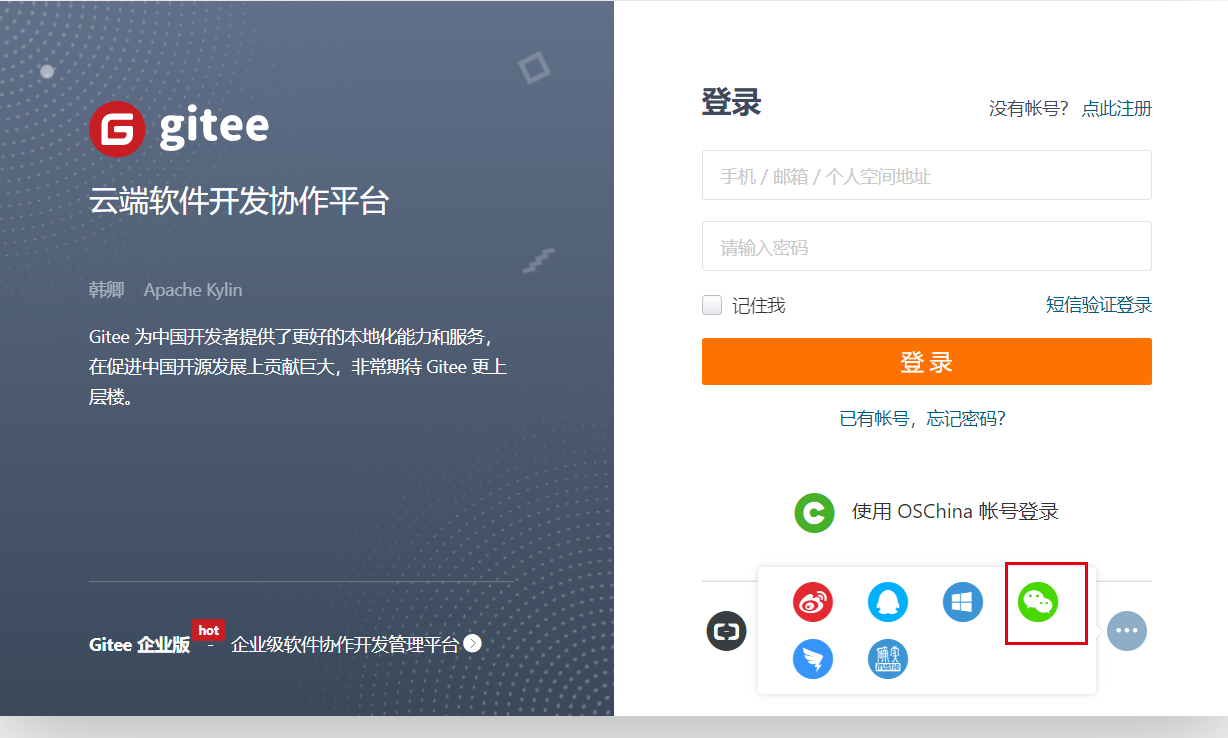 gitee
云端软件开发协作平台
韩卿 Apache Kylin
Gitee 为中国开发者提供了更好的本地化能力和服务，
在促进中国开源发展上贡献巨大，非常期待 Gitee 更上
层楼。
Gitee 企业版 hot - 企业级软件协作开发管理平台
登录
没有帐号？ 点此注册
手机 / 邮箱 / 个人空间地址
请输入密码
记住我 短信验证登录
登 录
已有帐号，忘记密码？
使用 OSChina 帐号登录
trustie